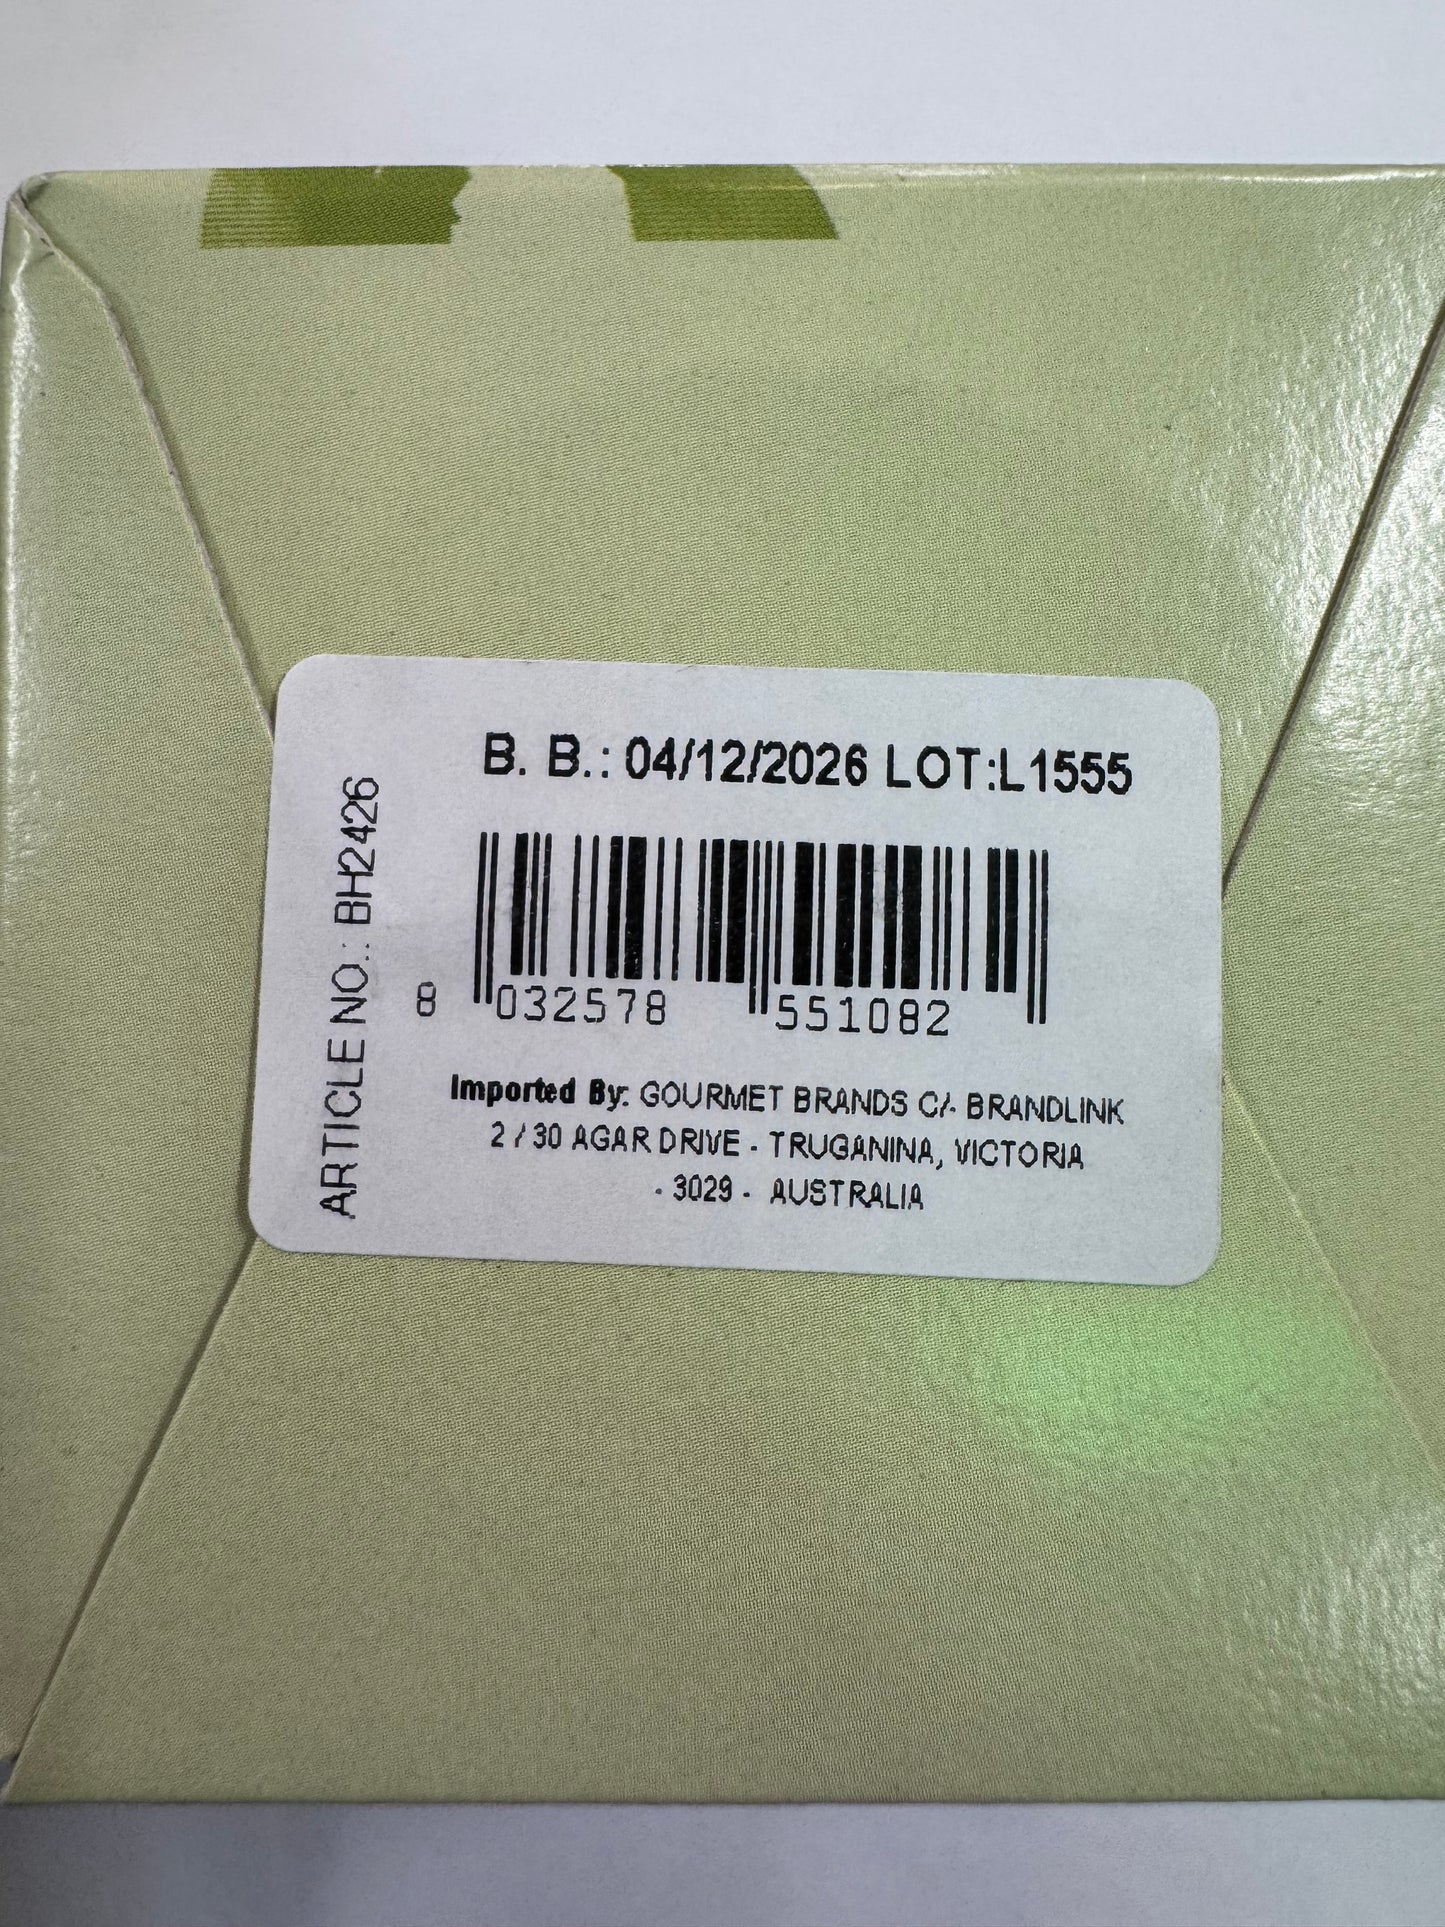 B. B.: 04/12/2026 LOT:L1555
8 032578 551082
Imported By: GOURMET BRANDS C/- BRANDLINK
2 / 30 AGAR DRIVE - TRUGANINA, VICTORIA
- 3029 - AUSTRALIA
ARTICLE NO.: BH2426